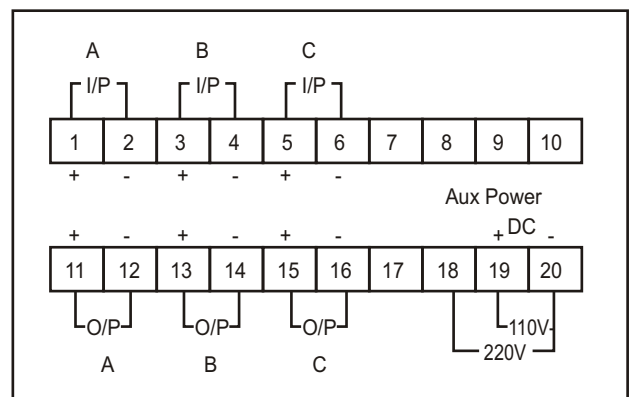 A B C
I/P I/P I/P
1 2 3 4 5 6 7 8 9 10
+ - + - + -
Aux Power
+ - + - + - + DC -
11 12 13 14 15 16 17 18 19 20
O/P O/P O/P 110V
220V
A B C